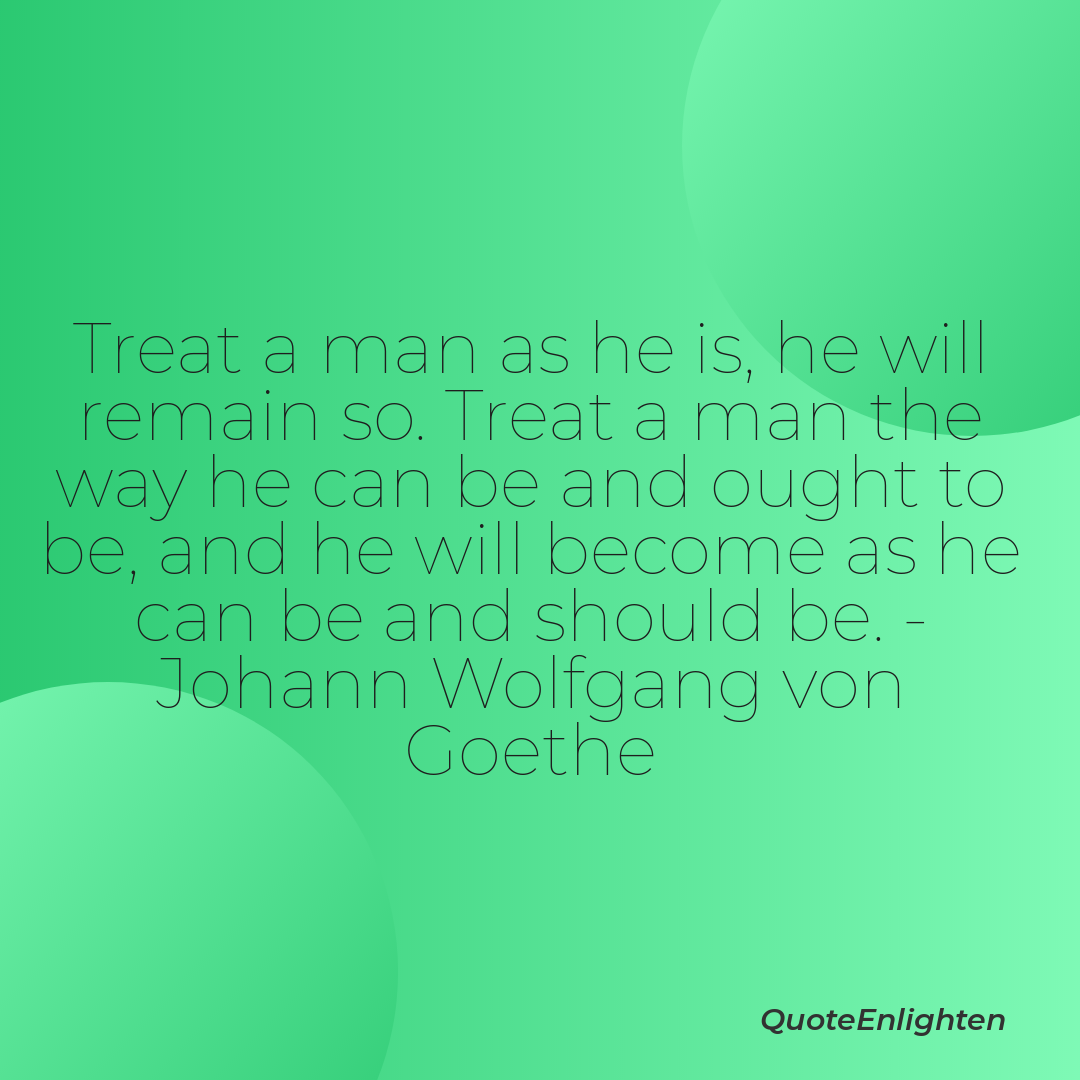 Treat a man as he is, he will
remain so. Treat a man the
way he can be and ought to
be, and he will become as he
can be and should be. -
Johann Wolfgang von
Goethe
QuoteEnlighten